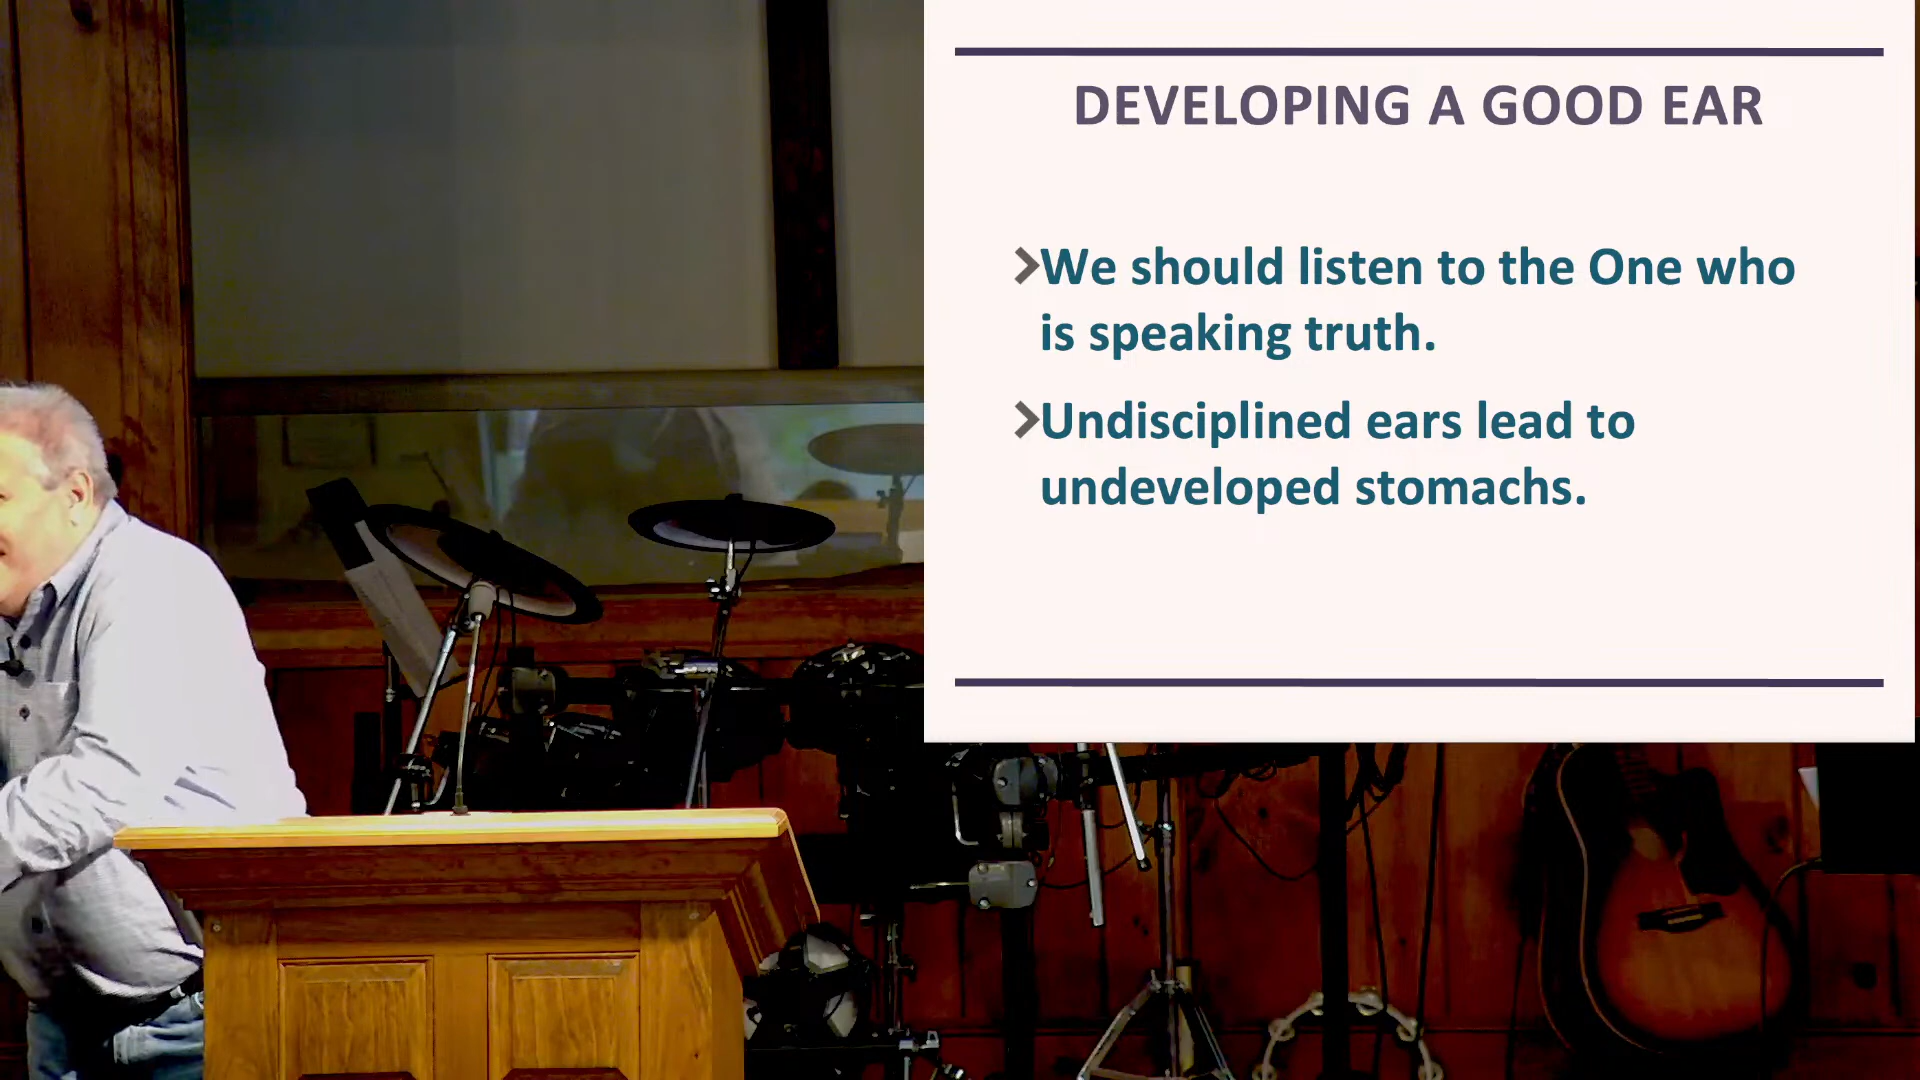 DEVELOPING A GOOD EAR
We should listen to the One who
is speaking truth.
Undisciplined ears lead to
undeveloped stomachs.